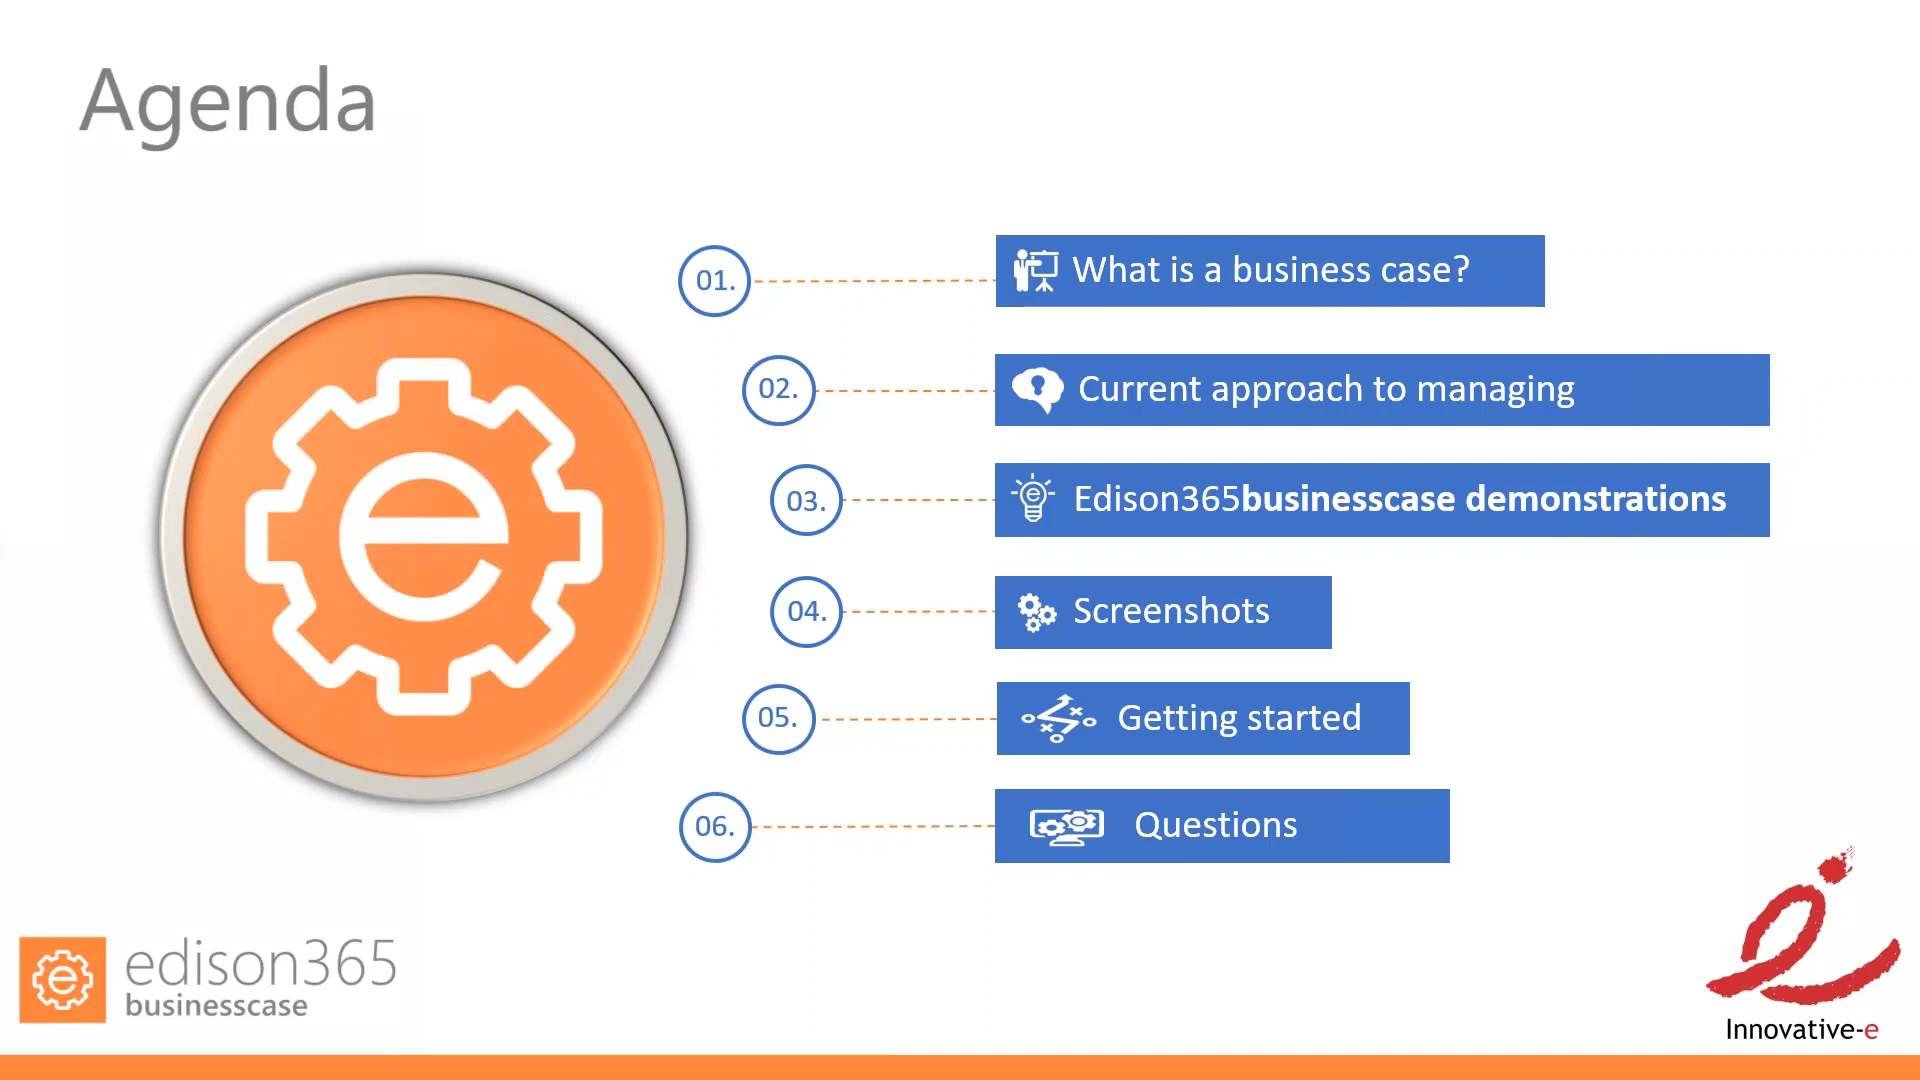 Agenda
01. What is a business case?
02. Current approach to managing
03. Edison365businesscase demonstrations
04. Screenshots
05. Getting started
06. Questions
edison365
businesscase
Innovative-e